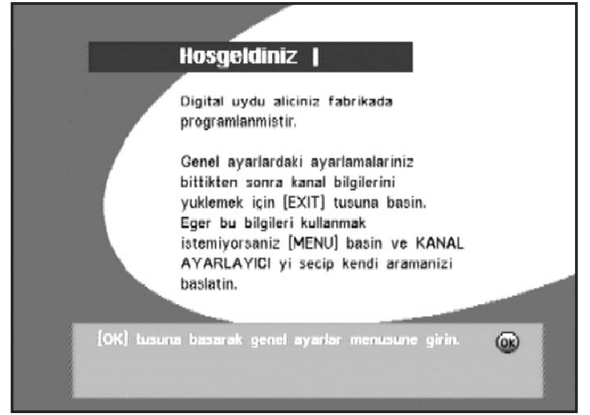 Hosgeldiniz |
Digital uydu aliciniz fabrikada
programlanmistir.
Genel ayarlardaki ayarlamalariniz
bittikten sonra kanal bilgilerini
yuklemek için [EXIT] tusuna basin.
Eger bu bilgileri kullanmak
istemiyorsaniz [MENU] basin ve KANAL
AYARLAYICI yi secip kendi aramanizi
baslatin.
[OK] tusuna basarak genel ayarlar menusune girin.
OK